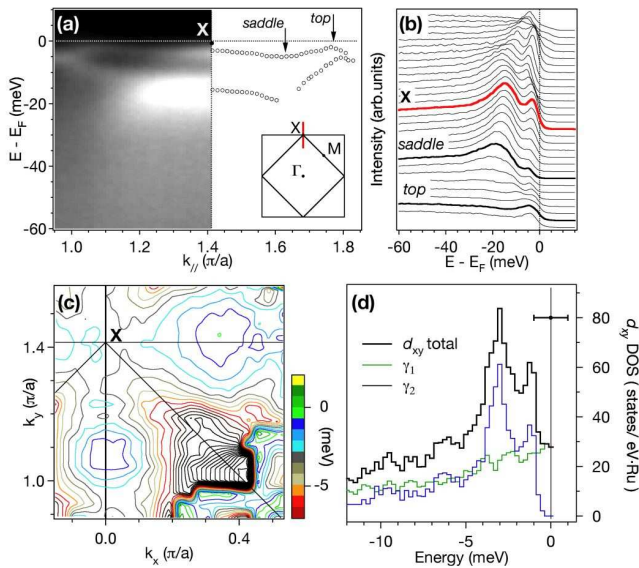 (a)
X
saddle
top
E - E_F (meV)
0
-20
-40
-60
1.0
1.2
1.4
1.6
1.8
k_// (π/a)
X
M
Γ
(b)
Intensity (arb.units)
X
saddle
top
-60
-40
-20
0
E - E_F (meV)
(c)
X
k_y (π/a)
1.4
1.2
1.0
0.0
0.4
k_x (π/a)
0
-5
(meV)
(d)
d_xy total
γ_1
γ_2
80
60
40
20
0
d_xy DOS ( states/ eV·Ru )
-10
-5
0
Energy (meV)